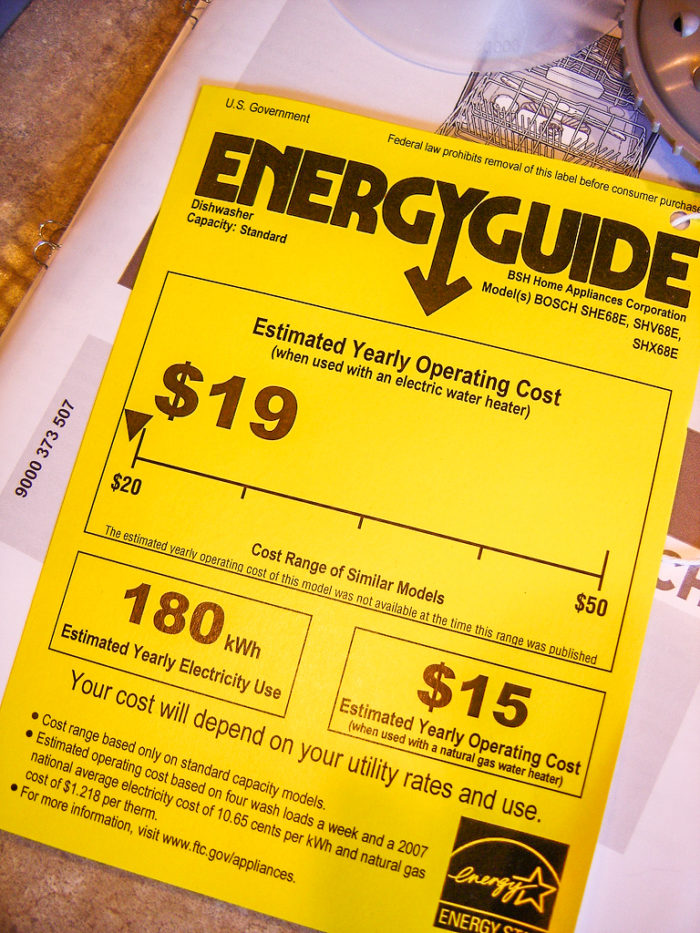 U.S. Government
Federal law prohibits removal of this label before consumer purchase
ENERGYGUIDE
Dishwasher
Capacity: Standard
BSH Home Appliances Corporation
Model(s) BOSCH SHE68E, SHV68E,
SHX68E
Estimated Yearly Operating Cost
(when used with an electric water heater)
$19
$20
$50
Cost Range of Similar Models
The estimated yearly operating cost of this model was not available at the time this range was published
180 kWh
Estimated Yearly Electricity Use
$15
Estimated Yearly Operating Cost
(when used with a natural gas water heater)
Your cost will depend on your utility rates and use.
● Cost range based only on standard capacity models.
● Estimated operating cost based on four wash loads a week and a 2007
national average electricity cost of 10.65 cents per kWh and natural gas
cost of $1.218 per therm.
● For more information, visit www.ftc.gov/appliances.
energy
ENERGY ST
9000 373 507